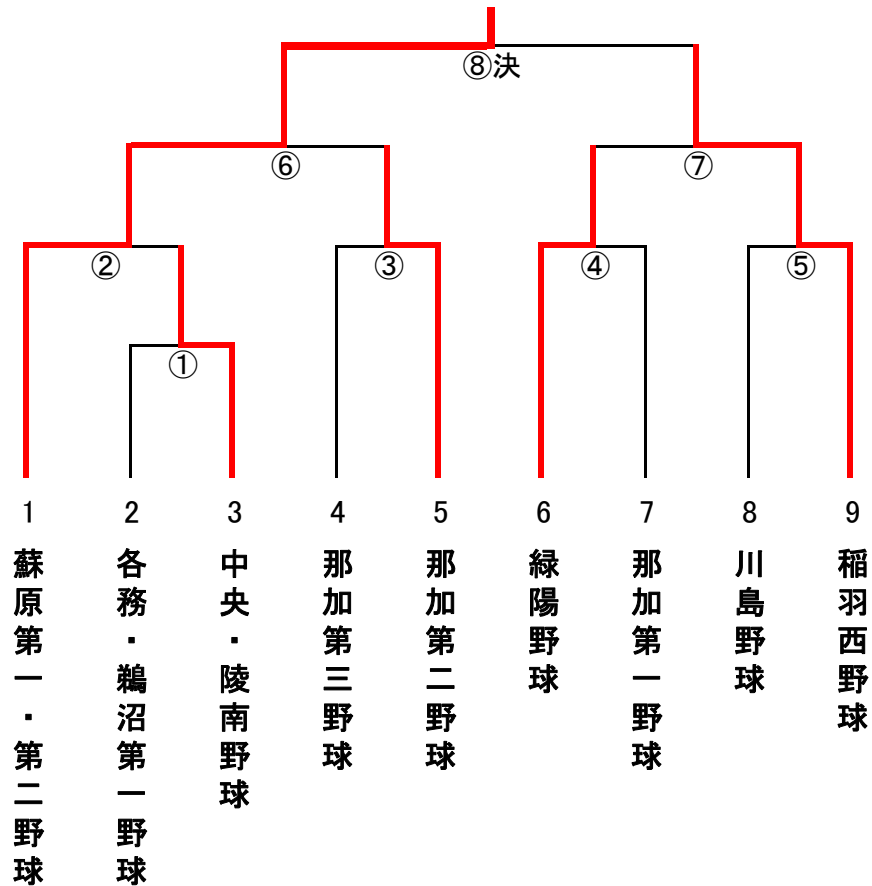 ⑧決
⑥
⑦
②
③
④
⑤
①
1
2
3
4
5
6
7
8
9
蘇原第一・第二野球
各務・鵜沼第一野球
中央・陵南野球
那加第三野球
那加第二野球
緑陽野球
那加第一野球
川島野球
稲羽西野球